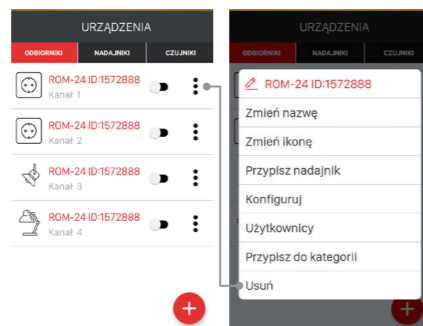 URZĄDZENIA
ODBIORNIKI NADAJNIKI CZUJNIKI
ROM-24 ID:1572888
Kanał 1
ROM-24 ID:1572888
Kanał 2
ROM-24 ID:1572888
Kanał 3
ROM-24 ID:1572888
Kanał 4
URZĄDZENIA
ODBIORNIKI NADAJNIKI CZUJNIKI
ROM-24 ID:1572888
Zmień nazwę
Zmień ikonę
Przypisz nadajnik
Konfiguruj
Użytkownicy
Przypisz do kategorii
Usuń